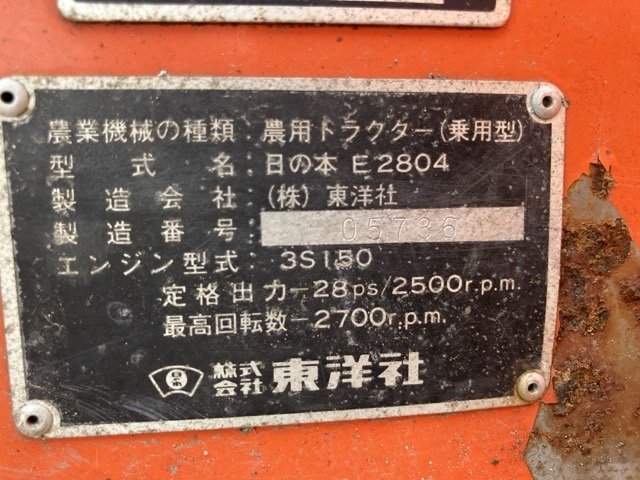 農業機械の種類：農用トラクター(乗用型)
型式名：日の本 E2804
製造会社：(株)東洋社
製造番号：05736
エンジン型式：3S150
定格出力−28ps/2500r.p.m.
最高回転数−2700r.p.m.
株式会社 東洋社